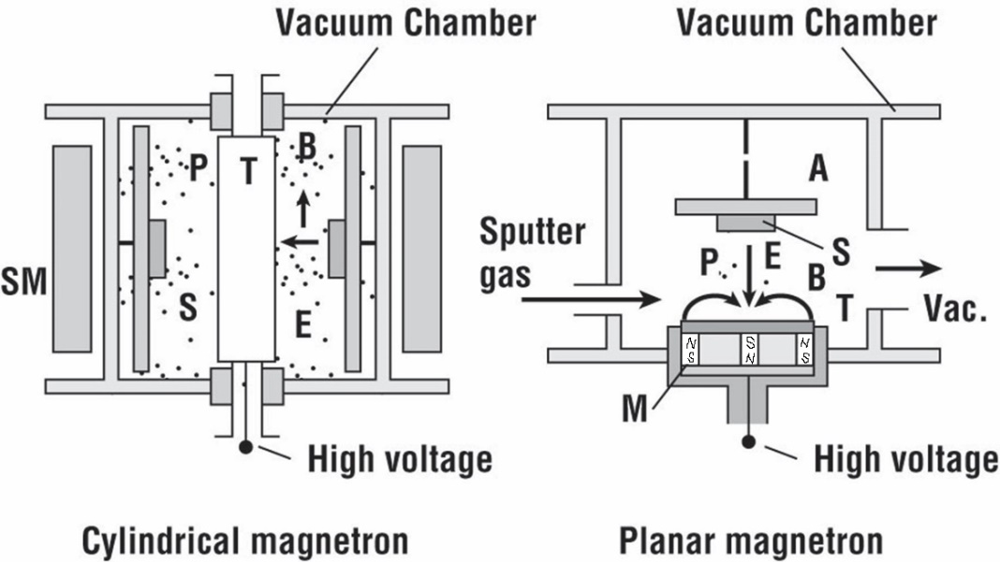 Vacuum Chamber
Vacuum Chamber
P
T
B
A
Sputter
gas
S
P
E
B
SM
S
E
T
Vac.
N
S
S
N
N
S
M
High voltage
High voltage
Cylindrical magnetron
Planar magnetron